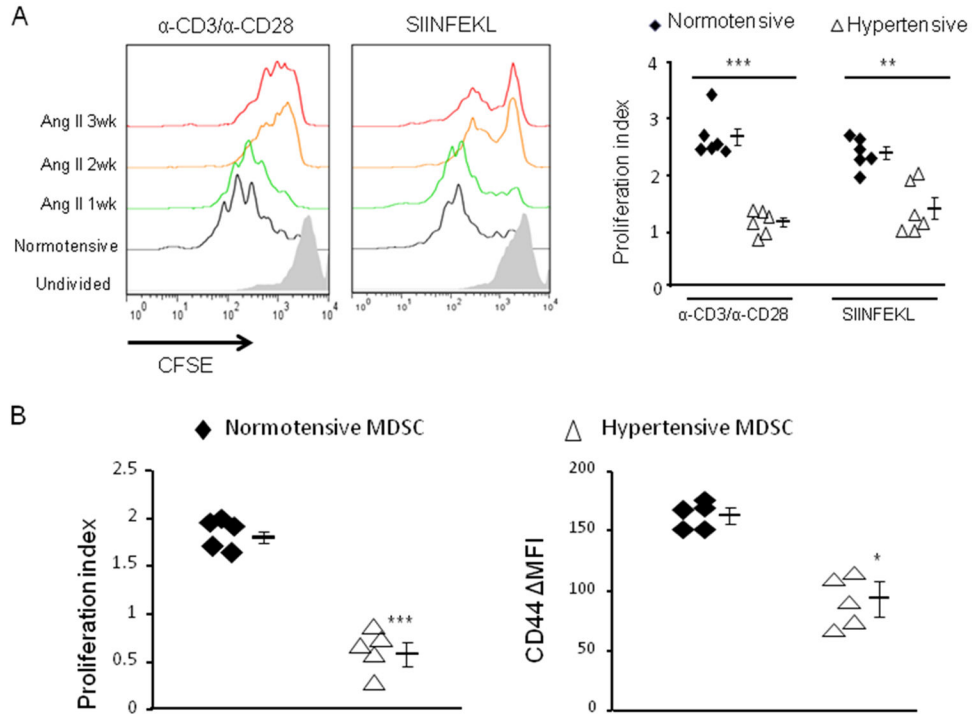 A
α-CD3/α-CD28
SIINFEKL
Ang II 3wk
Ang II 2wk
Ang II 1wk
Normotensive
Undivided
10⁰ 10¹ 10² 10³ 10⁴
10⁰ 10¹ 10² 10³ 10⁴
CFSE
Normotensive
Hypertensive
***
**
Proliferation index
4
3
2
1
0
α-CD3/α-CD28
SIINFEKL
B
Normotensive MDSC
Hypertensive MDSC
Proliferation index
2.5
2
1.5
1
0.5
0
***
CD44 ΔMFI
200
150
100
50
0
*